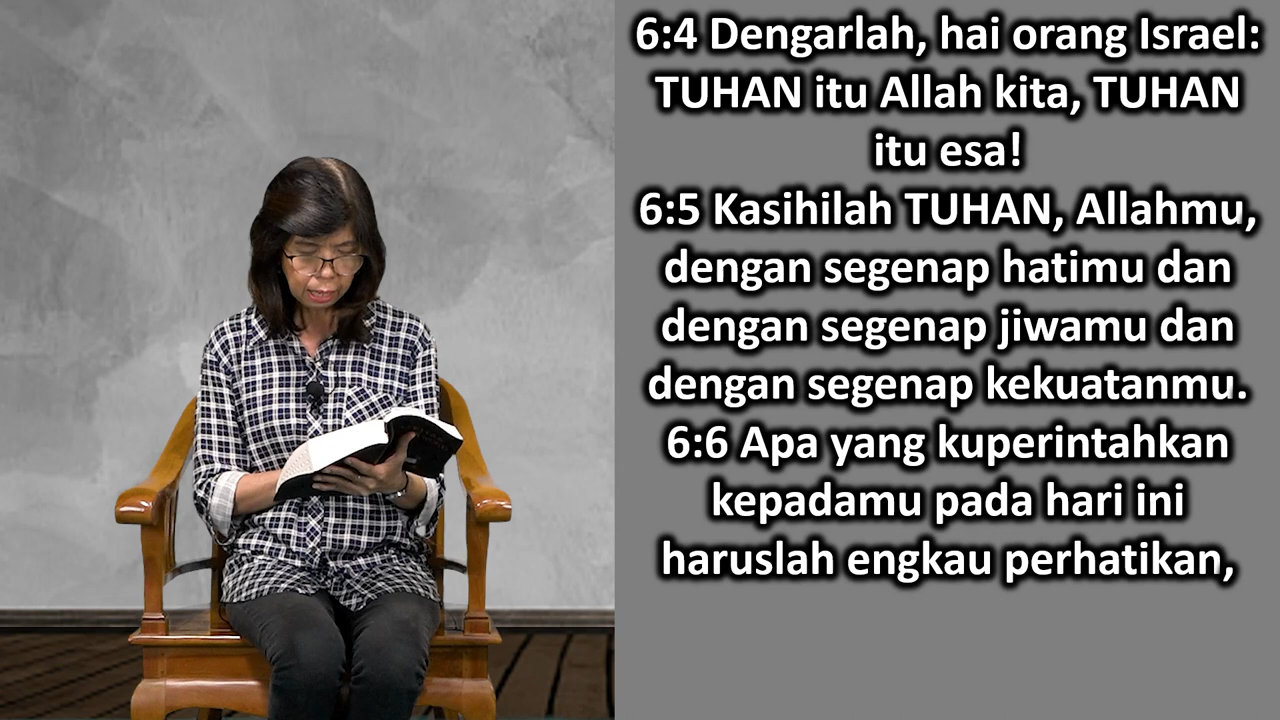 6:4 Dengarlah, hai orang Israel:
TUHAN itu Allah kita, TUHAN
itu esa!
6:5 Kasihilah TUHAN, Allahmu,
dengan segenap hatimu dan
dengan segenap jiwamu dan
dengan segenap kekuatanmu.
6:6 Apa yang kuperintahkan
kepadamu pada hari ini
haruslah engkau perhatikan,